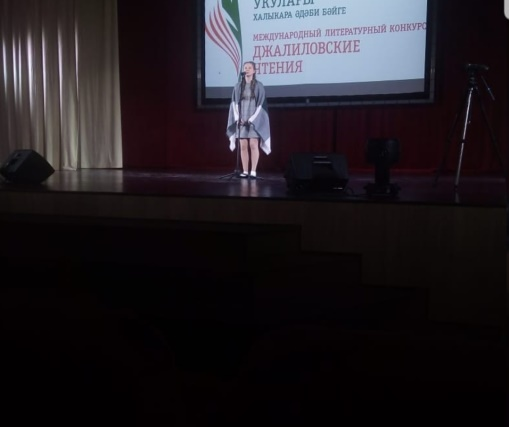 УКУЛАРЫ
ХАЛЫКАРА ӘДӘБИ БӘЙГЕ
МЕЖДУНАРОДНЫЙ ЛИТЕРАТУРНЫЙ КОНКУРС
ДЖАЛИЛОВСКИЕ
ЧТЕНИЯ